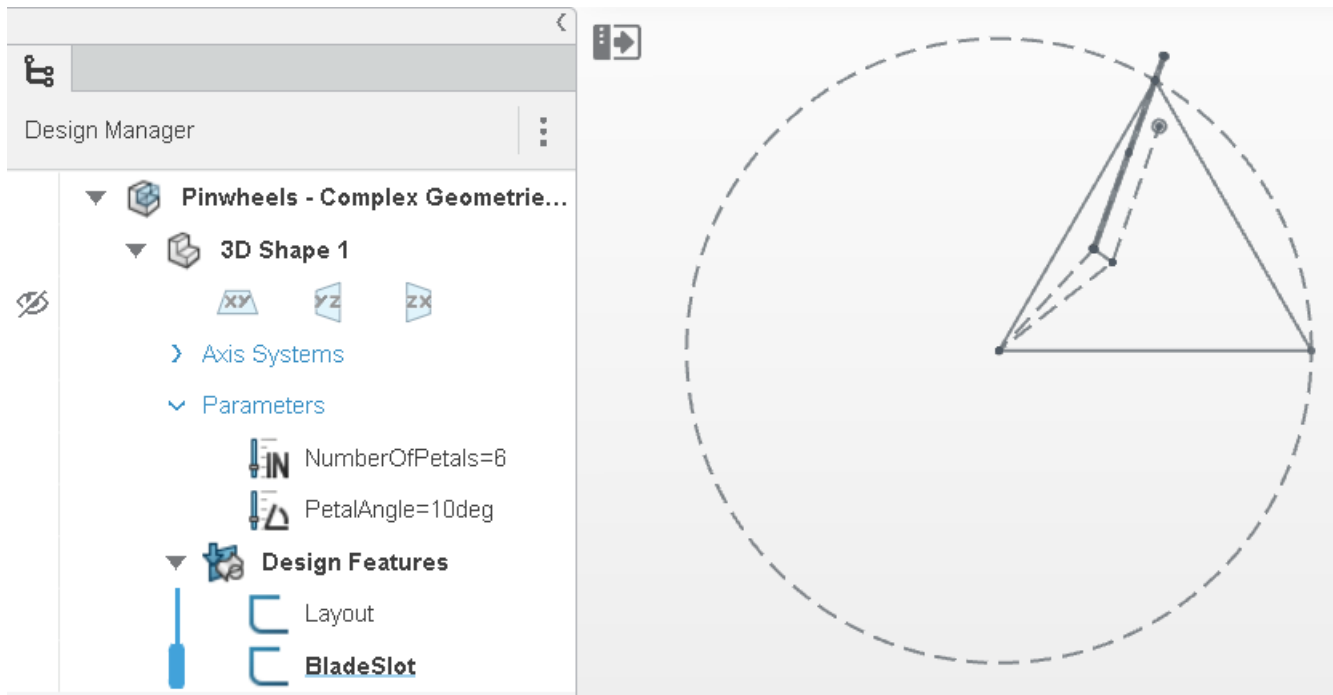 Design Manager
Pinwheels - Complex Geometrie...
3D Shape 1
XY YZ ZX
Axis Systems
Parameters
IN NumberOfPetals=6
PetalAngle=10deg
Design Features
Layout
BladeSlot